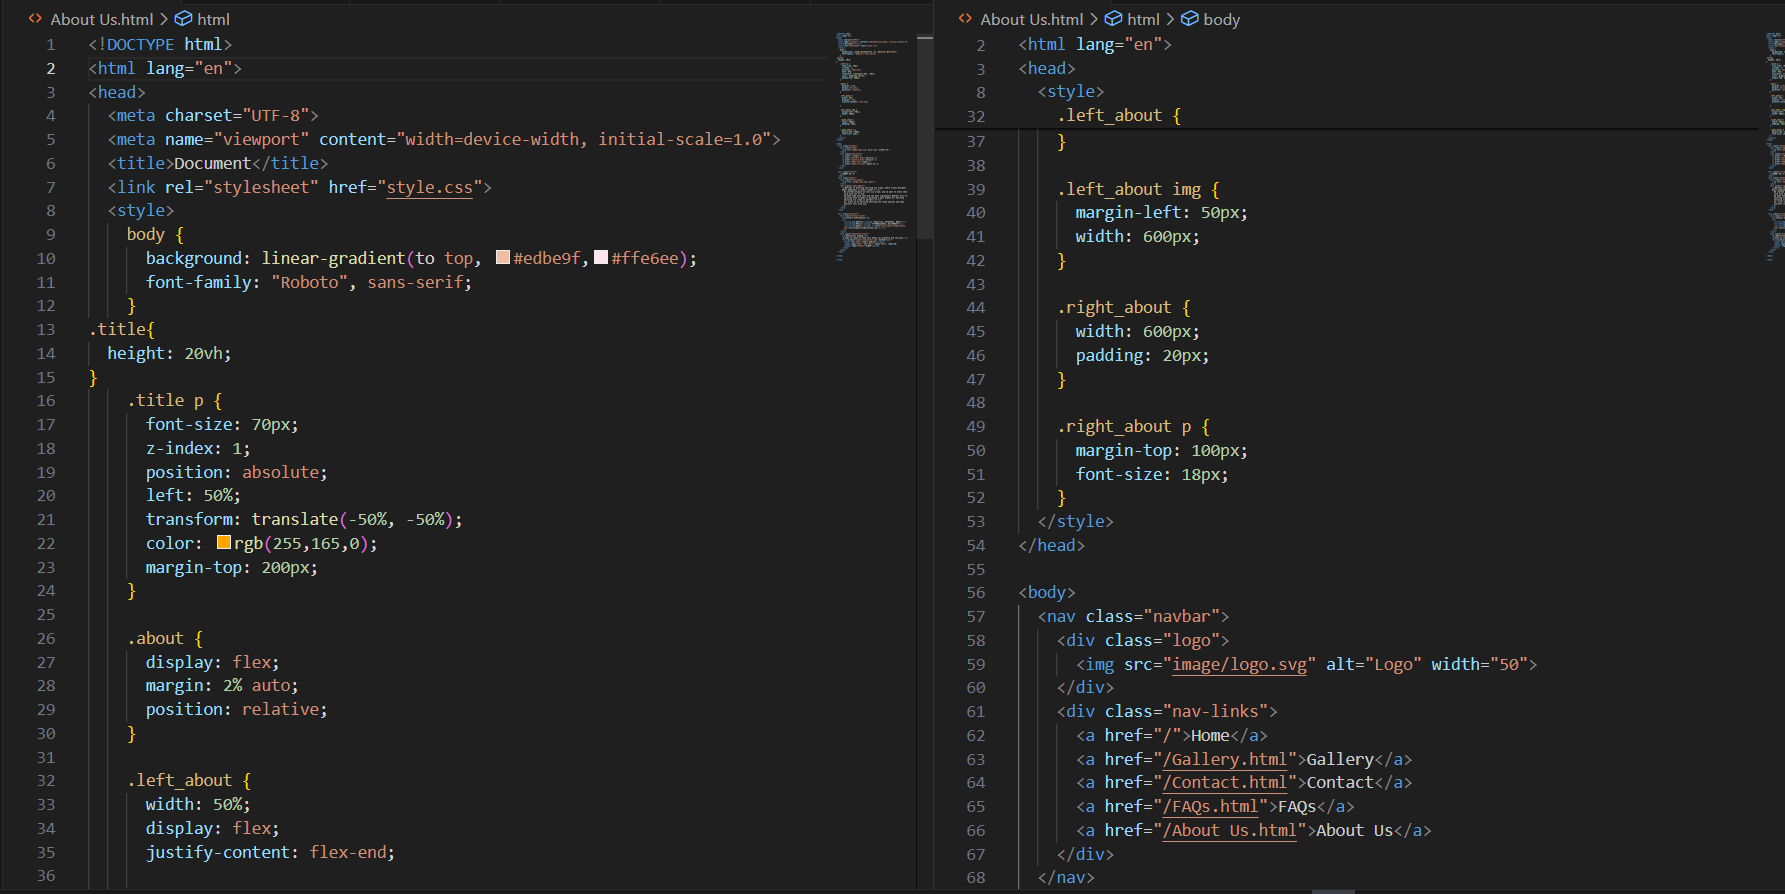 About Us.html > html
1 <!DOCTYPE html>
2 <html lang="en">
3 <head>
4 <meta charset="UTF-8">
5 <meta name="viewport" content="width=device-width, initial-scale=1.0">
6 <title>Document</title>
7 <link rel="stylesheet" href="style.css">
8 <style>
9 body {
10 background: linear-gradient(to top, #edbe9f, #ffe6ee);
11 font-family: "Roboto", sans-serif;
12 }
13 .title{
14 height: 20vh;
15 }
16 .title p {
17 font-size: 70px;
18 z-index: 1;
19 position: absolute;
20 left: 50%;
21 transform: translate(-50%, -50%);
22 color: rgb(255,165,0);
23 margin-top: 200px;
24 }
25
26 .about {
27 display: flex;
28 margin: 2% auto;
29 position: relative;
30 }
31
32 .left_about {
33 width: 50%;
34 display: flex;
35 justify-content: flex-end;
36
About Us.html > html > body
2 <html lang="en">
3 <head>
8 <style>
32 .left_about {
37 }
38
39 .left_about img {
40 margin-left: 50px;
41 width: 600px;
42 }
43
44 .right_about {
45 width: 600px;
46 padding: 20px;
47 }
48
49 .right_about p {
50 margin-top: 100px;
51 font-size: 18px;
52 }
53 </style>
54 </head>
55
56 <body>
57 <nav class="navbar">
58 <div class="logo">
59 <img src="image/logo.svg" alt="Logo" width="50">
60 </div>
61 <div class="nav-links">
62 <a href="/">Home</a>
63 <a href="/Gallery.html">Gallery</a>
64 <a href="/Contact.html">Contact</a>
65 <a href="/FAQs.html">FAQs</a>
66 <a href="/About Us.html">About Us</a>
67 </div>
68 </nav>